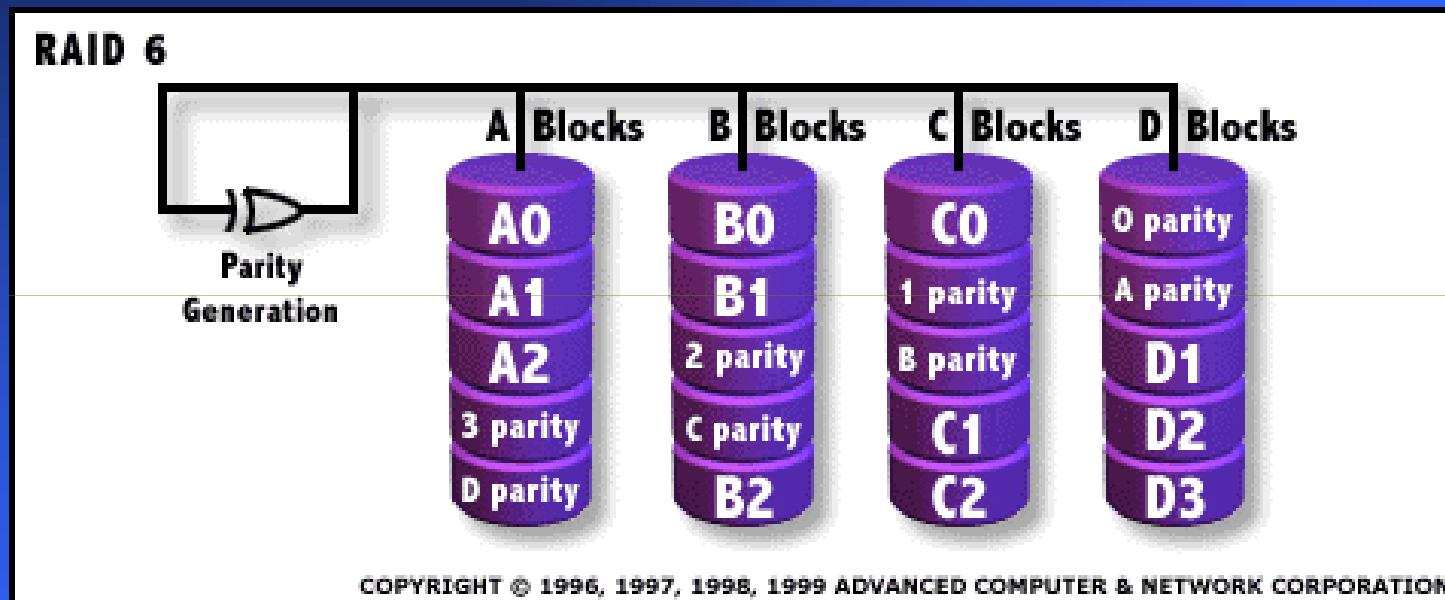 RAID 6
A Blocks B Blocks C Blocks D Blocks
A0 B0 C0 0 parity
A1 B1 1 parity A parity
A2 2 parity B parity D1
3 parity C parity C1 D2
D parity B2 C2 D3
Parity
Generation
COPYRIGHT © 1996, 1997, 1998, 1999 ADVANCED COMPUTER & NETWORK CORPORATION